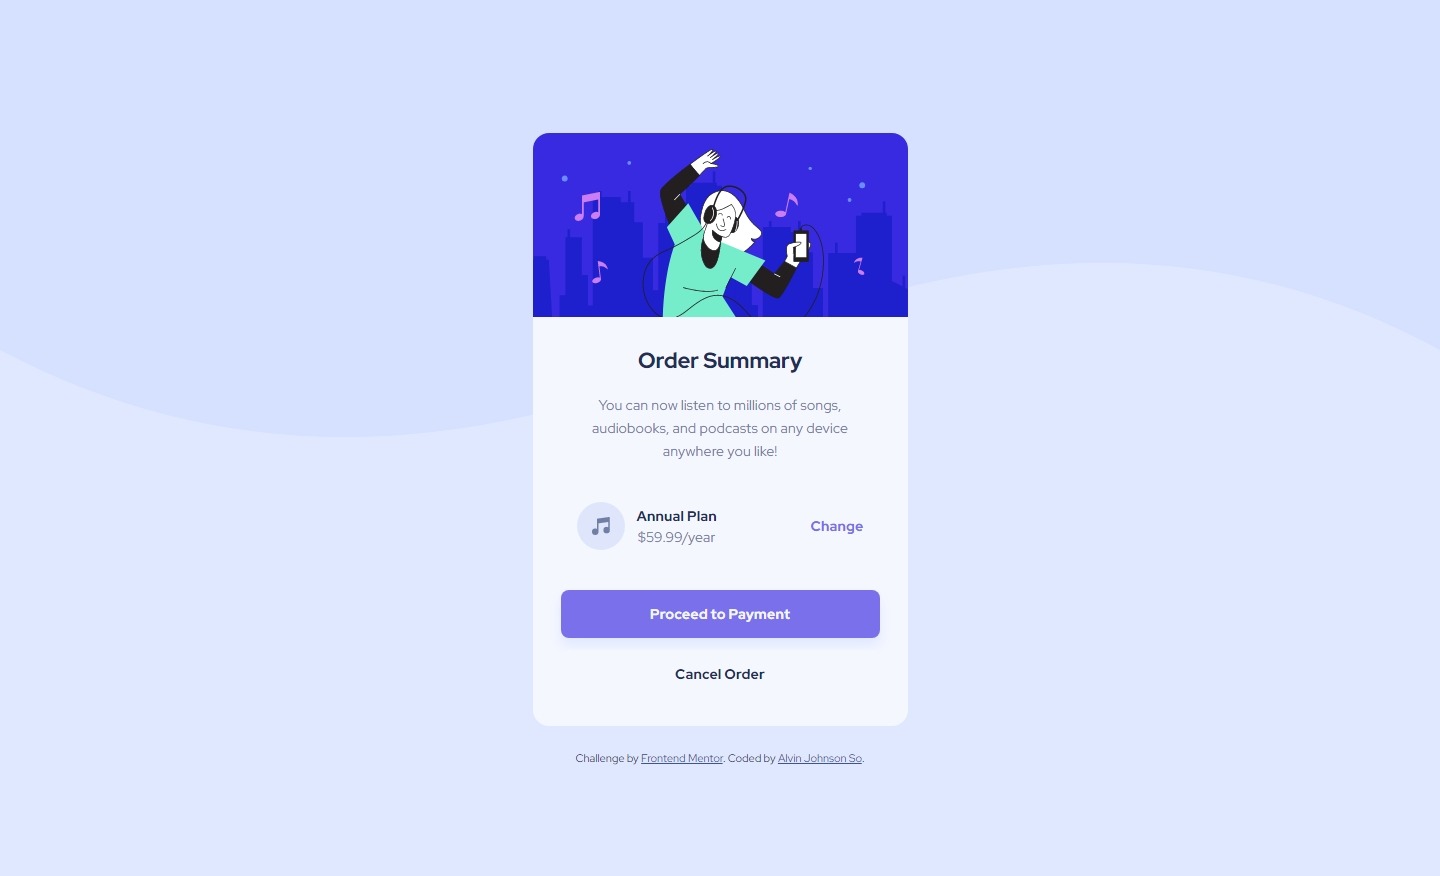 Order Summary
You can now listen to millions of songs,
audiobooks, and podcasts on any device
anywhere you like!
Annual Plan
$59.99/year
Change
Proceed to Payment
Cancel Order
Challenge by Frontend Mentor. Coded by Alvin Johnson So.